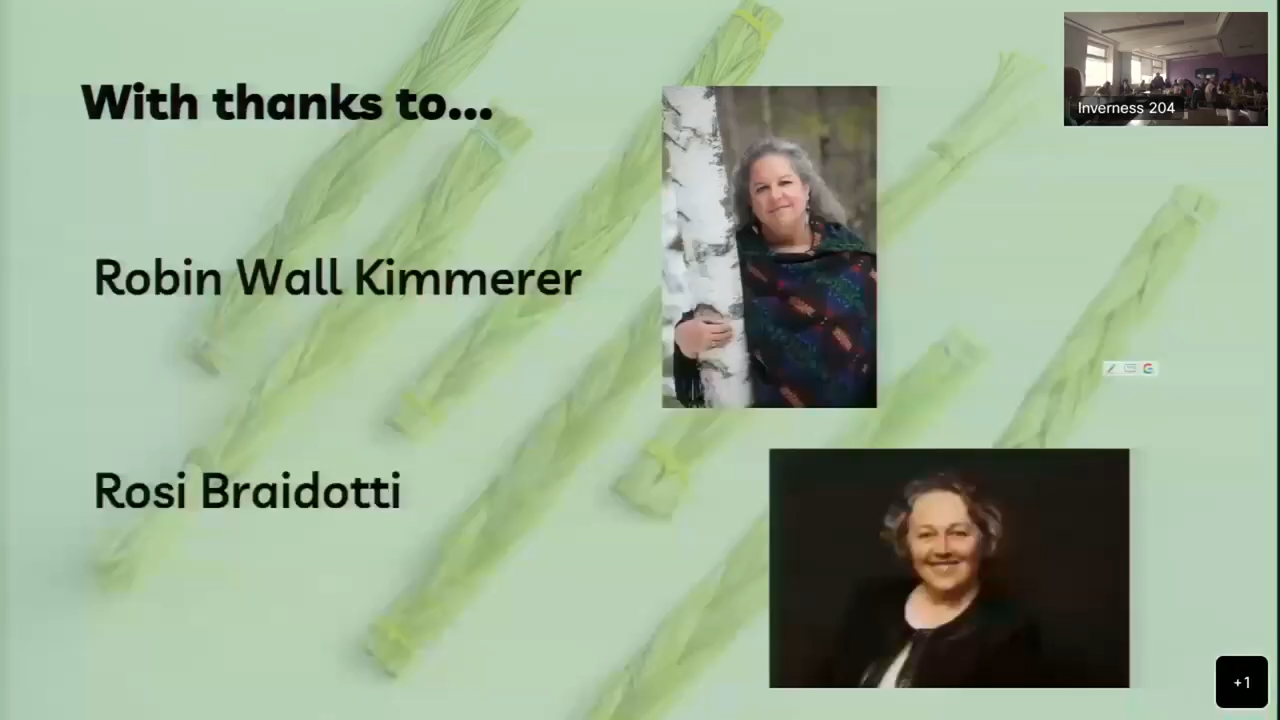 With thanks to...
Inverness 204
Robin Wall Kimmerer
Rosi Braidotti
+1